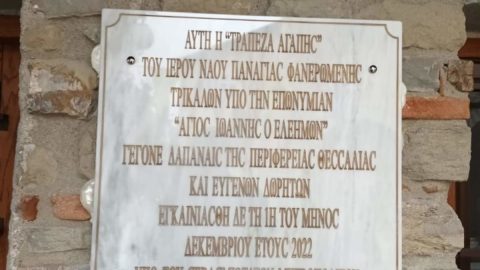 ΑΥΤΗ Η "ΤΡΑΠΕΖΑ ΑΓΑΠΗϹ"
ΤΟΥ ΙΕΡΟΥ ΝΑΟΥ ΠΑΝΑΓΙΑϹ ΦΑΝΕΡΩΜΕΝΗϹ
ΤΡΙΚΑΛΩΝ ΥΠΟ ΤΗΝ ΕΠΩΝΥΜΙΑΝ
"ΑΓΙΟϹ ΙΩΑΝΝΗϹ Ο ΕΛΕΗΜΩΝ"
ΓΕΓΟΝΕ ΔΑΠΑΝΑΙϹ ΤΗϹ ΠΕΡΙΦΕΡΕΙΑϹ ΘΕϹϹΑΛΙΑϹ
ΚΑΙ ΕΥΓΕΝΩΝ ΔΩΡΗΤΩΝ
ΕΓΚΑΙΝΙΑϹΘΗ ΔΕ ΤΗ 1Η ΤΟΥ ΜΗΝΟϹ
ΔΕΚΕΜΒΡΙΟΥ ΕΤΟΥϹ 2022